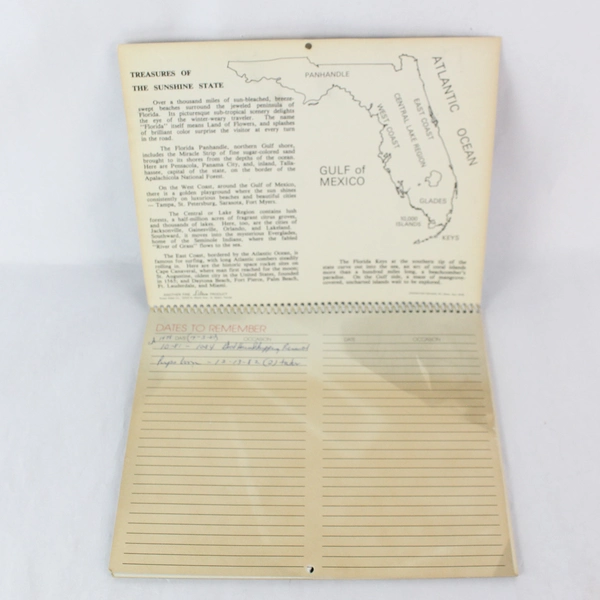 TREASURES OF
THE SUNSHINE STATE
Over a thousand miles of sun-bleached, breeze-
swept beaches surround the jeweled peninsula of
Florida. Its picturesque sub-tropical scenery delights
the eye of the winter-weary traveler. The name
"Florida" itself means Land of Flowers, and splashes
of brilliant color surprise the visitor at every turn
in the road.
The Florida Panhandle, northern Gulf shore,
includes the Miracle Strip of fine sugar-colored sand
brought to its shores from the depths of the ocean.
Here are Pensacola, Panama City, and, inland, Talla-
hassee, capital of the state, on the border of the
Apalachicola National Forest.
On the West Coast, around the Gulf of Mexico,
there is a golden playground where the sun shines
consistently on luxurious beaches and beautiful cities
— Tampa, St. Petersburg, Sarasota, Fort Myers.
The Central or Lake Region contains lush
forests, a half-million acres of fragrant citrus groves,
and thousands of lakes. Here, too, are the cities of
Jacksonville, Gainesville, Orlando, and Lakeland.
Southward, it moves into the mysterious Everglades,
home of the Seminole Indians, where the fabled
"River of Grass" flows to the sea.
The East Coast, bordered by the Atlantic Ocean, is
famous for surfing, with long Atlantic combers steadily
rolling in. Here are the historic space rocket sites on
Cape Canaveral, where man first reached for the moon;
St. Augustine, oldest city in the United States, founded
in 1565; and Daytona Beach, Fort Pierce, Palm Beach,
Ft. Lauderdale, and Miami.
PANHANDLE
ATLANTIC OCEAN
EAST COAST
CENTRAL LAKE REGION
WEST COAST
GULF of
MEXICO
GLADES
10,000
ISLANDS
KEYS
The Florida Keys at the southern tip of the
state curve out into the sea, an arc of coral islands
more than a hundred miles long, a beachcomber's
paradise. On the Gulf side, a maze of mangrove-
covered, uncharted islands wait to be explored.
DATES TO REMEMBER
OCCASION
DATE
OCCASION